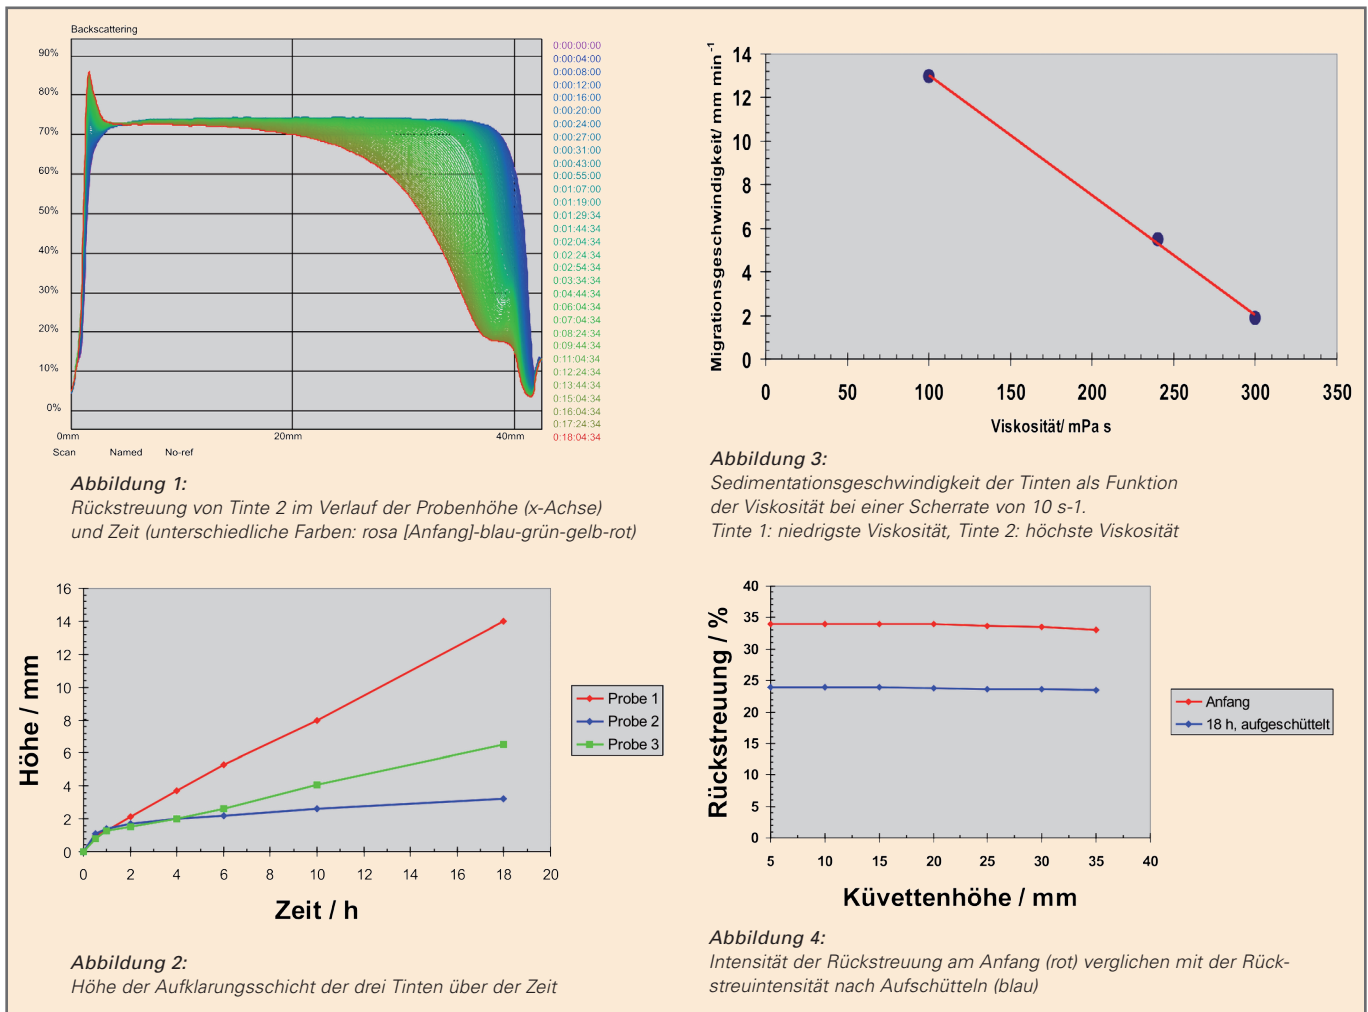 Backscattering
90%
80%
70%
60%
50%
40%
30%
20%
10%
0%
0mm 20mm 40mm
Scan Named No-ref
0:00:00:00
0:00:04:00
0:00:08:00
0:00:12:00
0:00:16:00
0:00:20:00
0:00:24:00
0:00:27:00
0:00:31:00
0:00:43:00
0:00:55:00
0:01:07:00
0:01:19:00
0:01:29:34
0:01:44:34
0:02:04:34
0:02:24:34
0:02:54:34
0:03:34:34
0:04:44:34
0:06:04:34
0:07:04:34
0:08:24:34
0:09:44:34
0:11:04:34
0:12:24:34
0:13:44:34
0:15:04:34
0:16:04:34
0:17:24:34
0:18:04:34
Abbildung 1:
Rückstreuung von Tinte 2 im Verlauf der Probenhöhe (x-Achse)
und Zeit (unterschiedliche Farben: rosa [Anfang]-blau-grün-gelb-rot)
Migrationsgeschwindigkeit/ mm min⁻¹
14
12
10
8
6
4
2
0
0 50 100 150 200 250 300 350
Viskosität/ mPa s
Abbildung 3:
Sedimentationsgeschwindigkeit der Tinten als Funktion
der Viskosität bei einer Scherrate von 10 s-1.
Tinte 1: niedrigste Viskosität, Tinte 2: höchste Viskosität
Höhe / mm
16
14
12
10
8
6
4
2
0
0 2 4 6 8 10 12 14 16 18 20
Zeit / h
Probe 1
Probe 2
Probe 3
Abbildung 2:
Höhe der Aufklarungsschicht der drei Tinten über der Zeit
Rückstreuung / %
40
35
30
25
20
15
10
5
0
5 10 15 20 25 30 35 40
Küvettenhöhe / mm
Anfang
18 h, aufgeschüttelt
Abbildung 4:
Intensität der Rückstreuung am Anfang (rot) verglichen mit der Rück-
streuintensität nach Aufschütteln (blau)